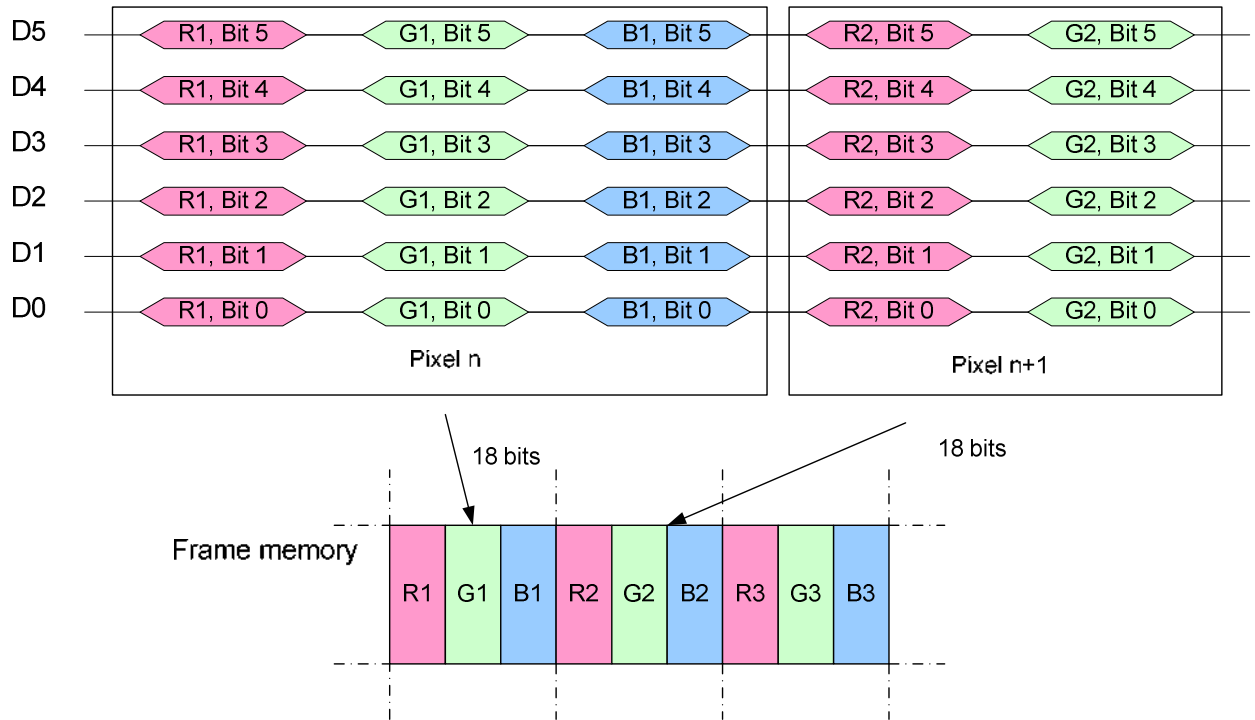 D5 R1, Bit 5 G1, Bit 5 B1, Bit 5 R2, Bit 5 G2, Bit 5
D4 R1, Bit 4 G1, Bit 4 B1, Bit 4 R2, Bit 4 G2, Bit 4
D3 R1, Bit 3 G1, Bit 3 B1, Bit 3 R2, Bit 3 G2, Bit 3
D2 R1, Bit 2 G1, Bit 2 B1, Bit 2 R2, Bit 2 G2, Bit 2
D1 R1, Bit 1 G1, Bit 1 B1, Bit 1 R2, Bit 1 G2, Bit 1
D0 R1, Bit 0 G1, Bit 0 B1, Bit 0 R2, Bit 0 G2, Bit 0
Pixel n Pixel n+1
18 bits 18 bits
Frame memory
R1 G1 B1 R2 G2 B2 R3 G3 B3